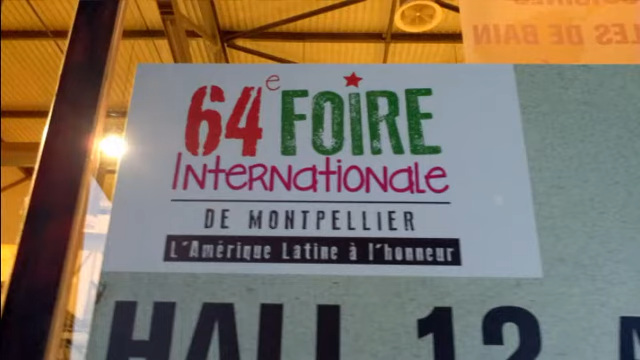 64e FOIRE
INTERNATIONALE
DE MONTPELLIER
L'Amérique Latine à l'honneur
HALL 12